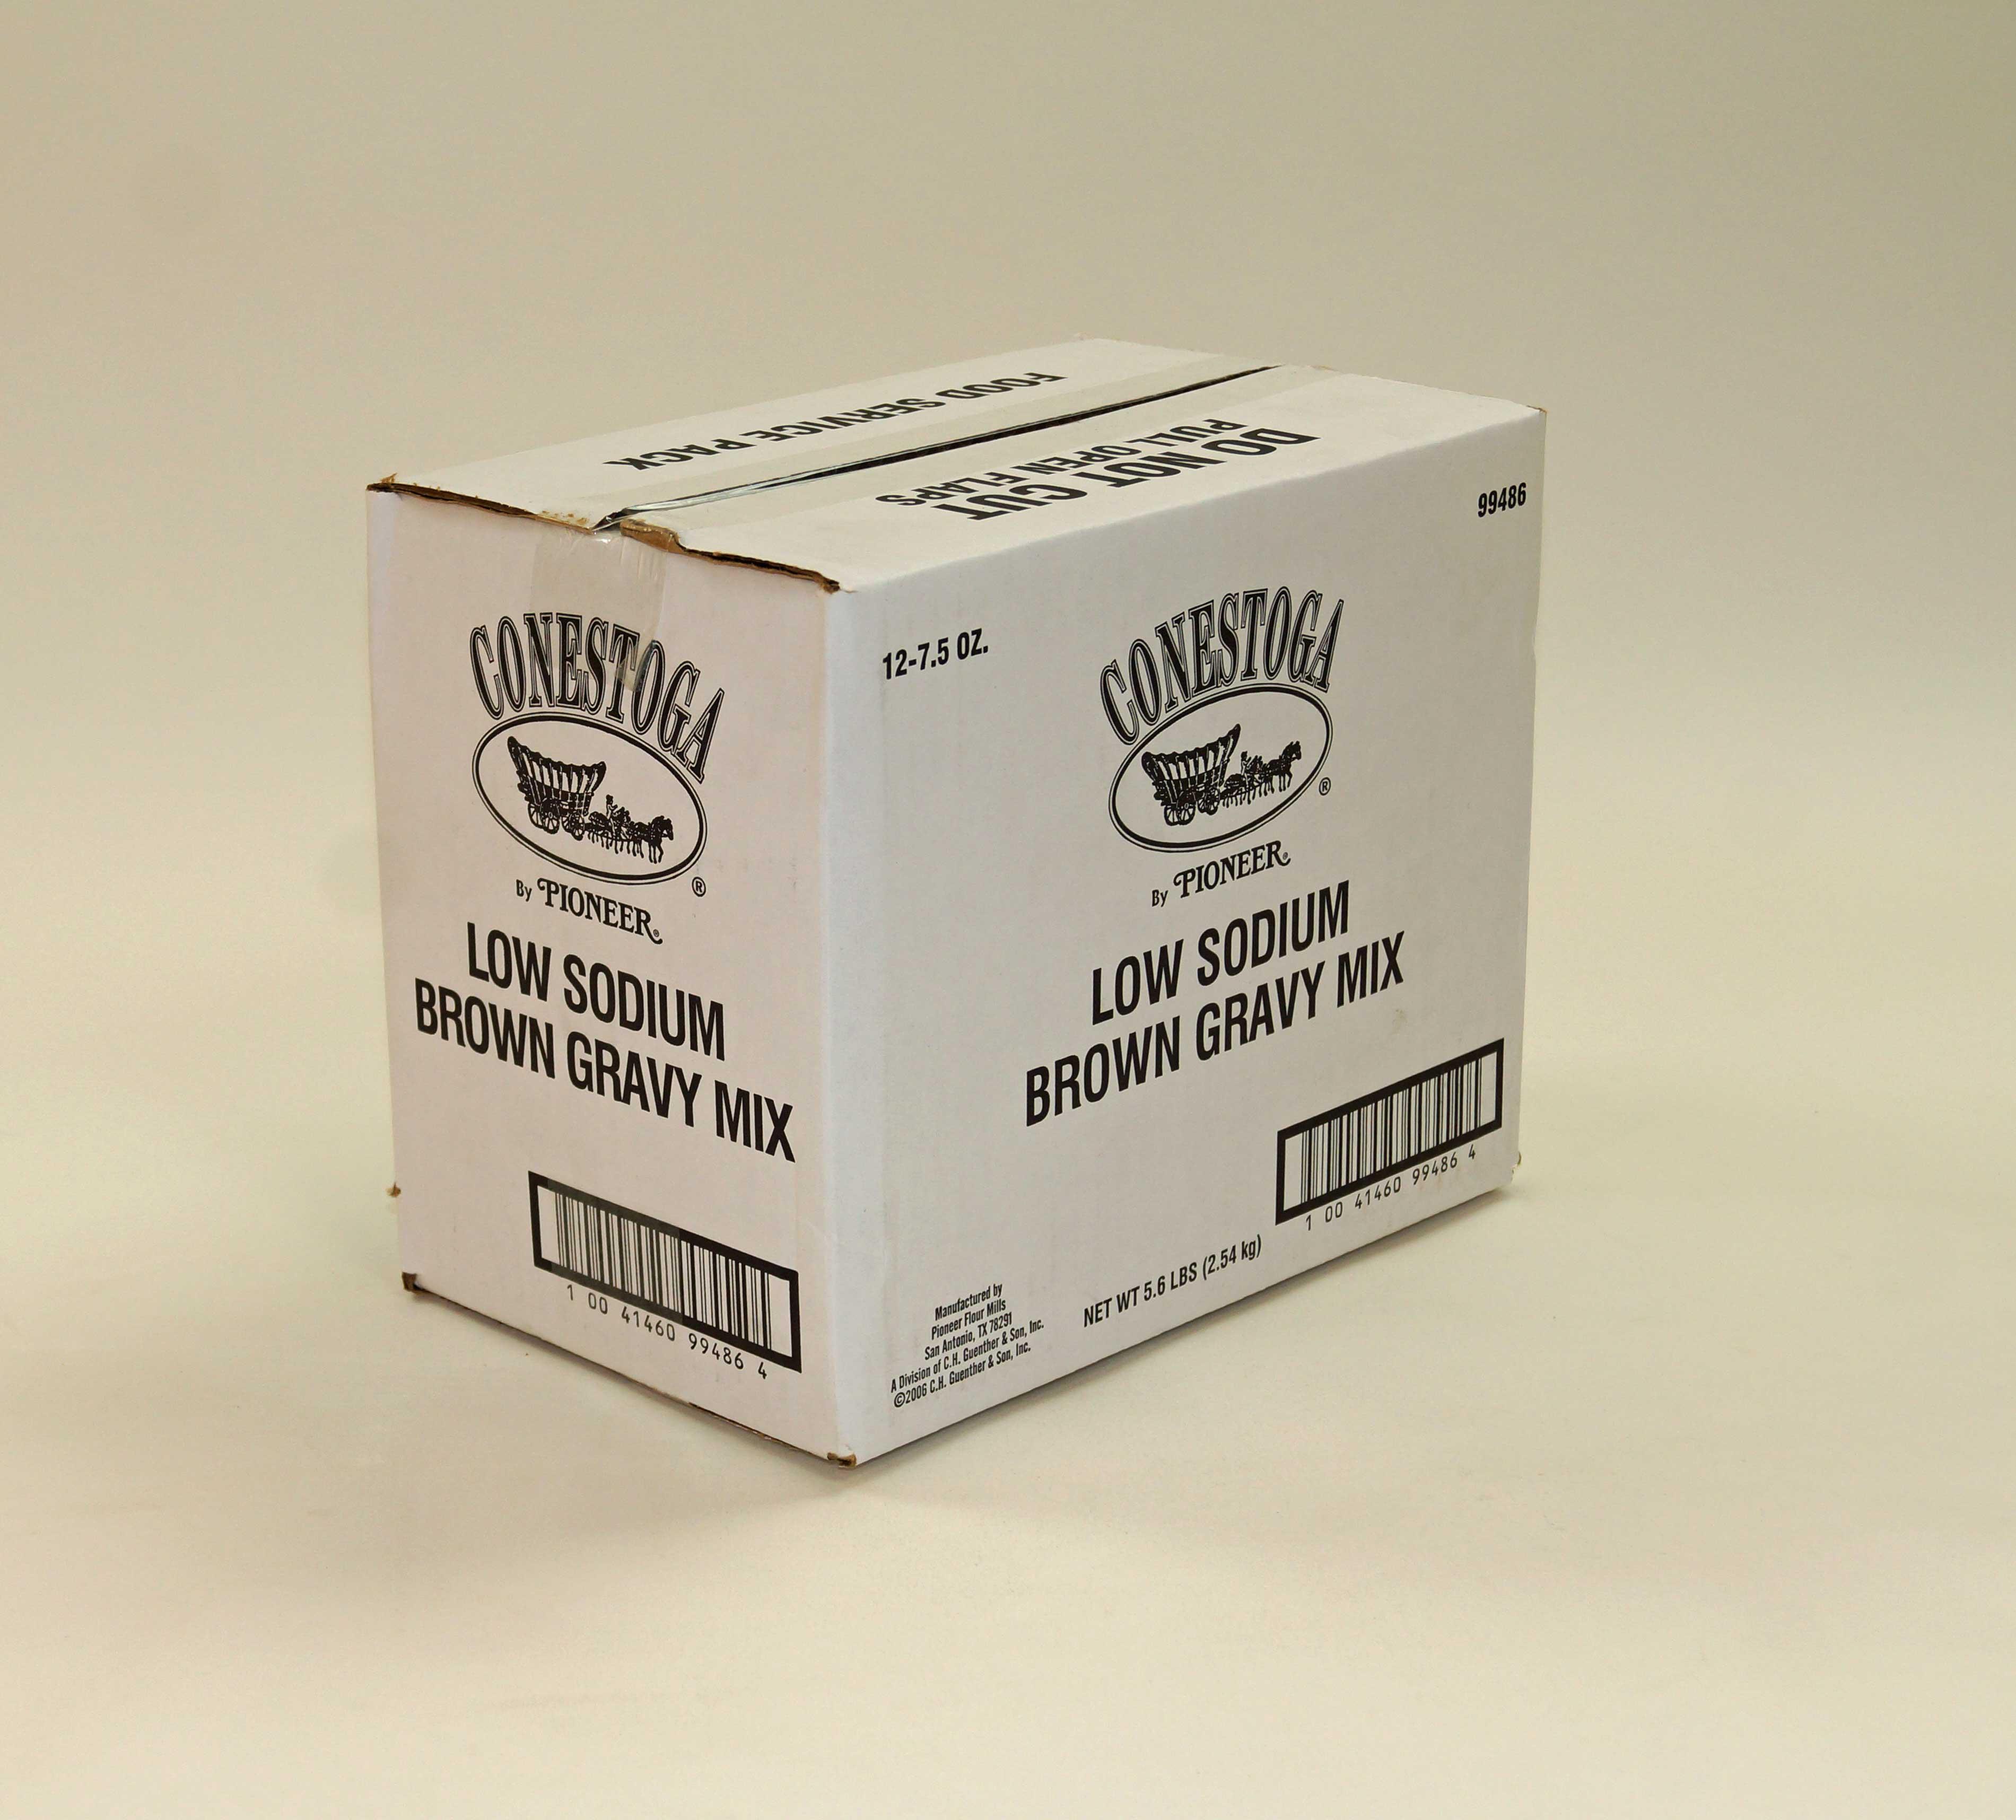 FOOD SERVICE PACK
DO NOT CUT
PULL OPEN FLAPS
CONESTOGA
®
By PIONEER®
LOW SODIUM
BROWN GRAVY MIX
1 00 41460 99486 4
99486
12-7.5 OZ.
CONESTOGA
®
By PIONEER®
LOW SODIUM
BROWN GRAVY MIX
1 00 41460 99486 4
NET WT 5.6 LBS (2.54 kg)
Manufactured by
Pioneer Flour Mills
San Antonio, TX 78291
A Division of C.H. Guenther & Son, Inc.
©2006 C.H. Guenther & Son, Inc.